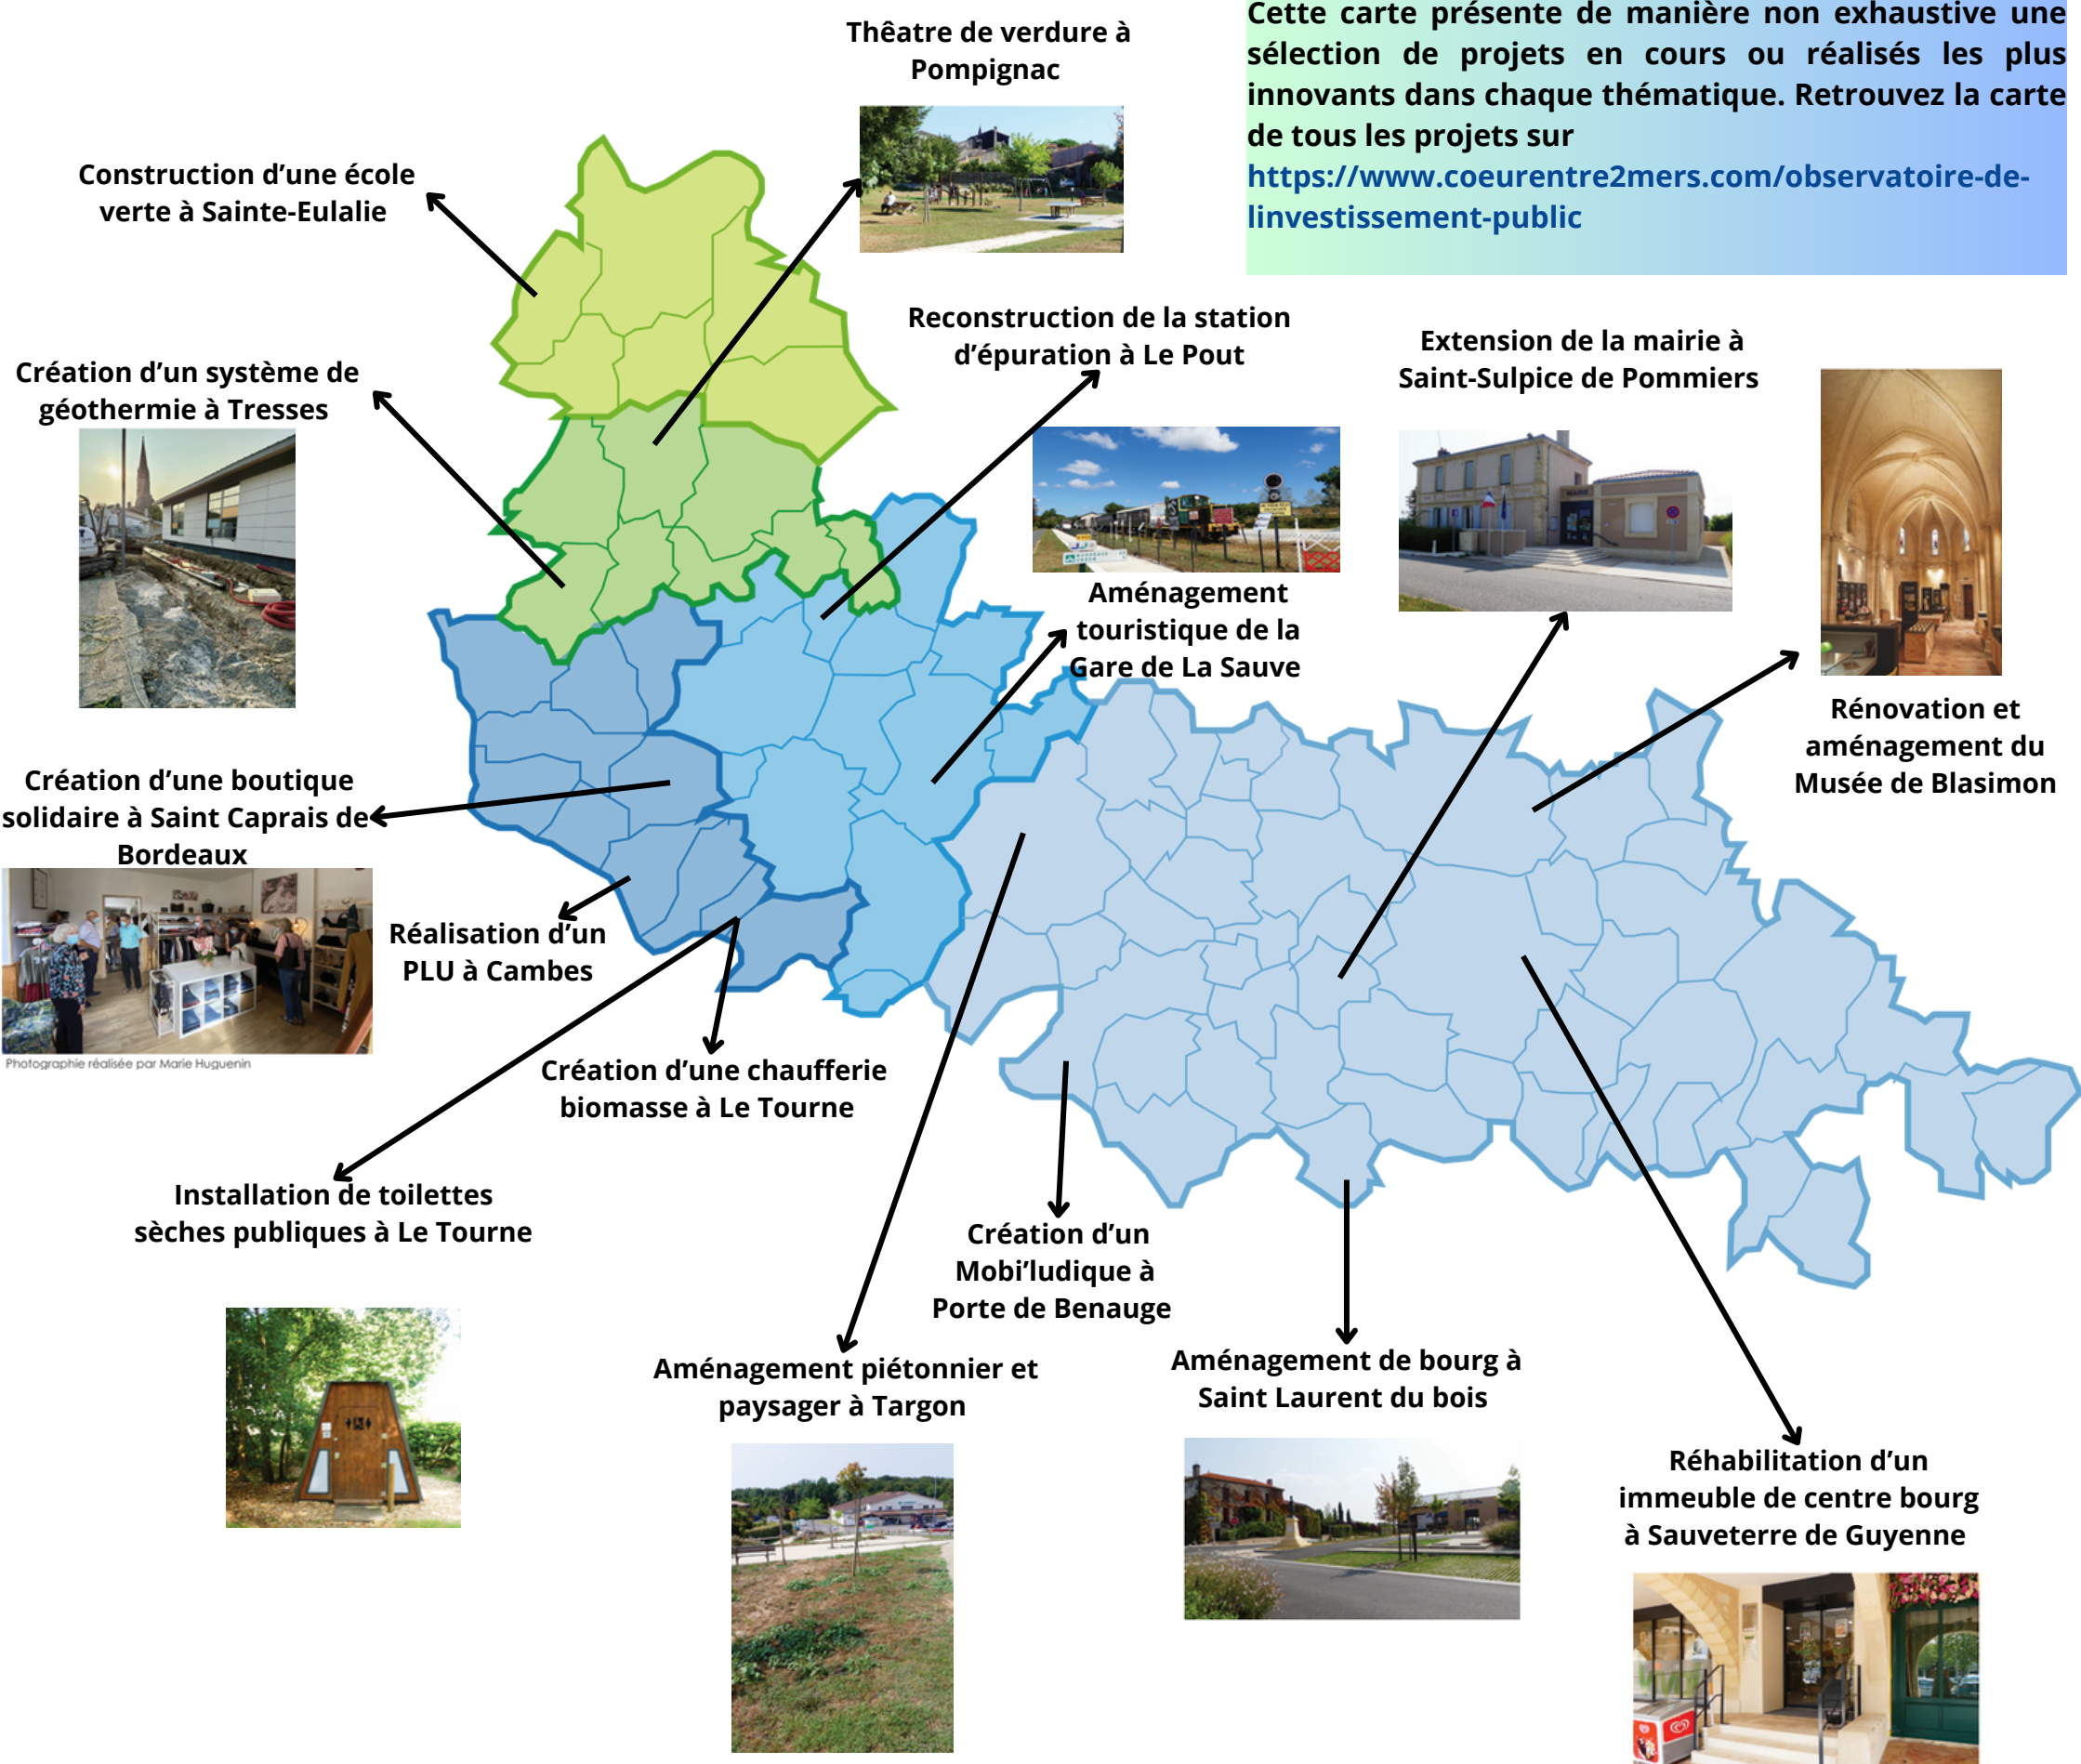 Thêatre de verdure à
Pompignac
Cette carte présente de manière non exhaustive une
sélection de projets en cours ou réalisés les plus
innovants dans chaque thématique. Retrouvez la carte
de tous les projets sur
https://www.coeurentre2mers.com/observatoire-de-
linvestissement-public
Construction d’une école
verte à Sainte-Eulalie
Reconstruction de la station
d’épuration à Le Pout
Extension de la mairie à
Saint-Sulpice de Pommiers
Création d’un système de
géothermie à Tresses
MAIRIE
Aménagement
touristique de la
Gare de La Sauve
Rénovation et
aménagement du
Musée de Blasimon
Création d’une boutique
solidaire à Saint Caprais de
Bordeaux
Photographie réalisée par Marie Huguenin
Réalisation d’un
PLU à Cambes
Création d’une chaufferie
biomasse à Le Tourne
Installation de toilettes
sèches publiques à Le Tourne
Création d’un
Mobi’ludique à
Porte de Benauge
Aménagement piétonnier et
paysager à Targon
Aménagement de bourg à
Saint Laurent du bois
Réhabilitation d’un
immeuble de centre bourg
à Sauveterre de Guyenne